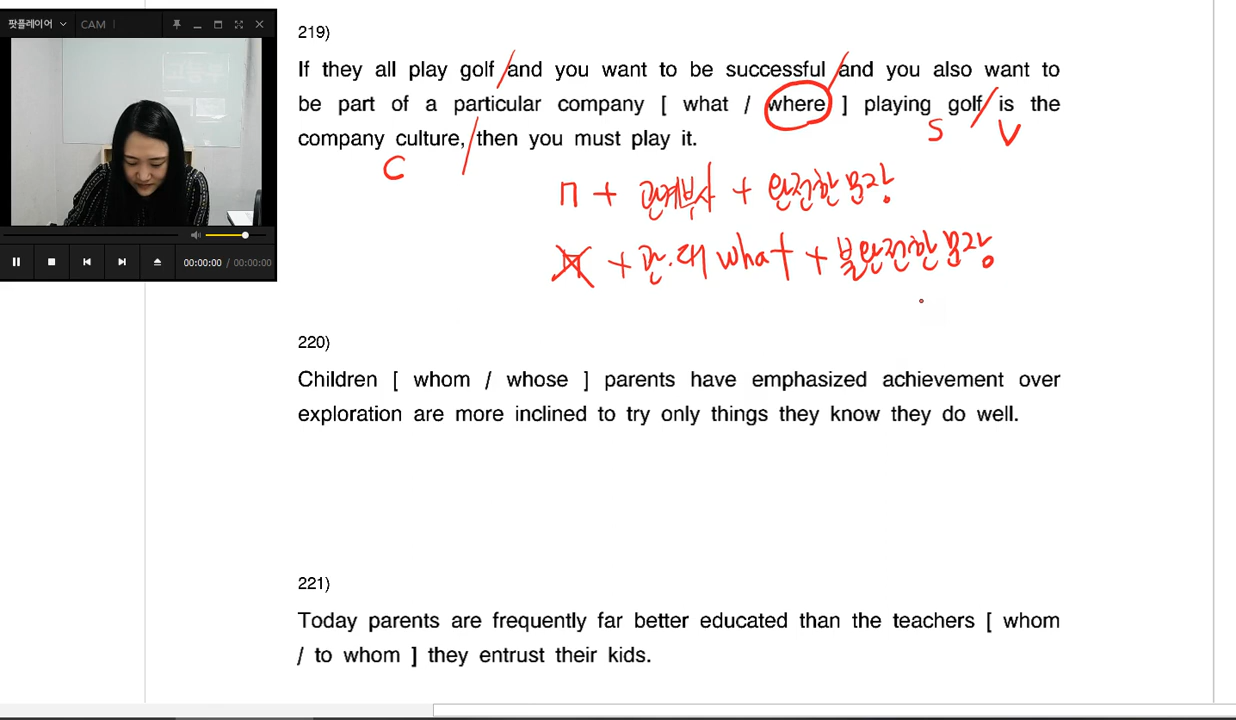 팟플레이어 CAM
00:00:00 / 00:00:00
219)
If they all play golf and you want to be successful and you also want to
be part of a particular company [ what / where ] playing golf is the
S V
company culture, then you must play it.
C
n + 관계부사 + 완전한 문장
n + 관.대 what + 불완전한 문장
220)
Children [ whom / whose ] parents have emphasized achievement over
exploration are more inclined to try only things they know they do well.
221)
Today parents are frequently far better educated than the teachers [ whom
/ to whom ] they entrust their kids.